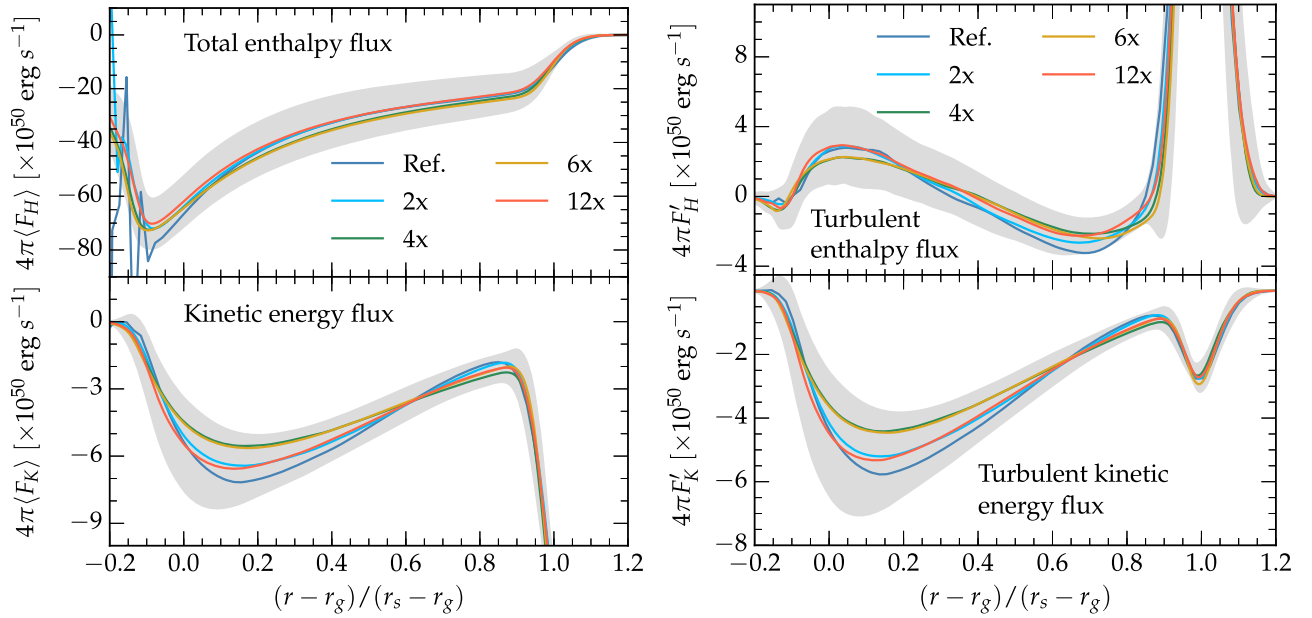 Total enthalpy flux
4π⟨F_H⟩ [×10^50 erg s^−1]
0
−20
−40
−60
−80
Ref.
2x
4x
6x
12x
Kinetic energy flux
4π⟨F_K⟩ [×10^50 erg s^−1]
0
−3
−6
−9
−0.2 0.0 0.2 0.4 0.6 0.8 1.0 1.2
(r − r_g)/(r_s − r_g)
Ref.
2x
4x
6x
12x
4πF′_H [×10^50 erg s^−1]
8
4
0
−4
Turbulent
enthalpy flux
4πF′_K [×10^50 erg s^−1]
−2
−4
−6
−8
Turbulent kinetic
energy flux
−0.2 0.0 0.2 0.4 0.6 0.8 1.0 1.2
(r − r_g)/(r_s − r_g)